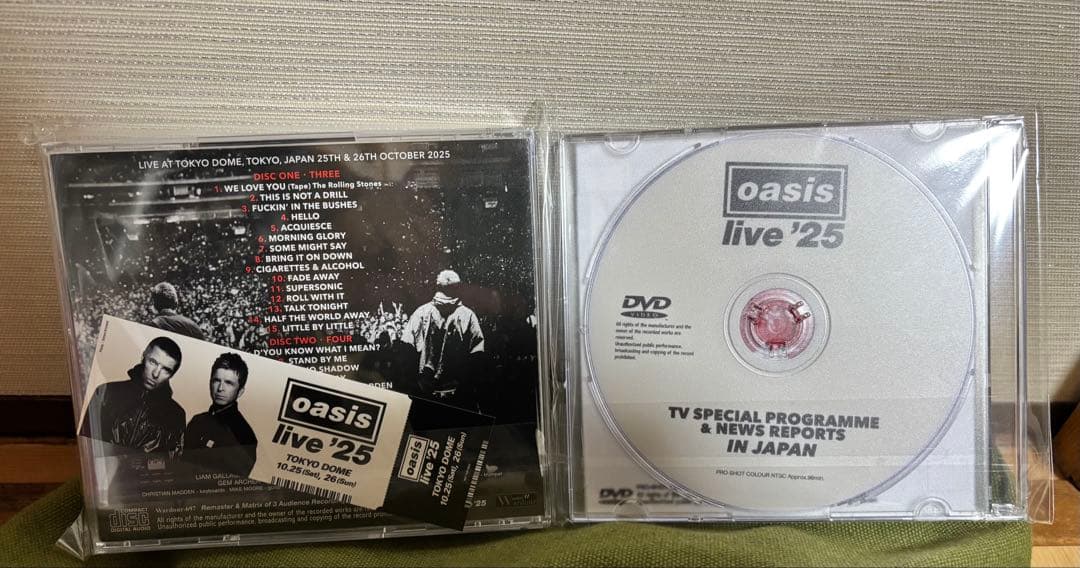 LIVE AT TOKYO DOME, TOKYO, JAPAN 25TH & 26TH OCTOBER 2025
DISC ONE · THREE
1. WE LOVE YOU (Tape) The Rolling Stones
2. THIS IS NOT A DRILL
3. FUCKIN' IN THE BUSHES
4. HELLO
5. ACQUIESCE
6. MORNING GLORY
7. SOME MIGHT SAY
8. BRING IT ON DOWN
9. CIGARETTES & ALCOHOL
10. FADE AWAY
11. SUPERSONIC
12. ROLL WITH IT
13. TALK TONIGHT
14. HALF THE WORLD AWAY
15. LITTLE BY LITTLE
DISC TWO · FOUR
D'YOU KNOW WHAT I MEAN?
STAND BY ME
SHADOW
oasis
live '25
TOKYO DOME
10.25(Sat), 26(Sun)
oasis
live '25
TOKYO DOME
10.25(Sat), 26(Sun)
LIAM
GEM
CHRISTIAN MADDEN - keyboards MIKE MOORE
Wardour-697 Remaster & Matrix of 3 Audience
COMPACT
disc
DIGITAL AUDIO
All rights of the manufacturer and the owner of the recorded works are
Unauthorized public performance, broadcasting and copying of the record
oasis
live '25
DVD
VIDEO
All rights of the manufacturer and the
owner of the recorded works are
reserved.
Unauthorized public performance,
broadcasting and copying of the record
prohibited.
TV SPECIAL PROGRAMME
& NEWS REPORTS
IN JAPAN
PRO-SHOT COLOUR NTSC Approx.96min.
DVD